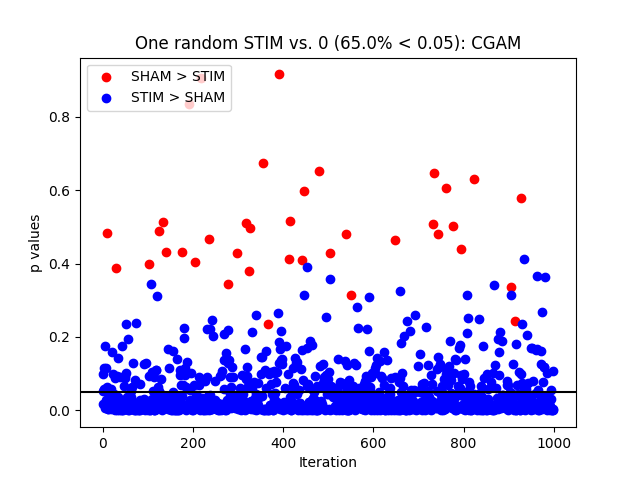 One random STIM vs. 0 (65.0% < 0.05): CGAM
SHAM > STIM
STIM > SHAM
p values
0.8
0.6
0.4
0.2
0.0
0 200 400 600 800 1000
Iteration